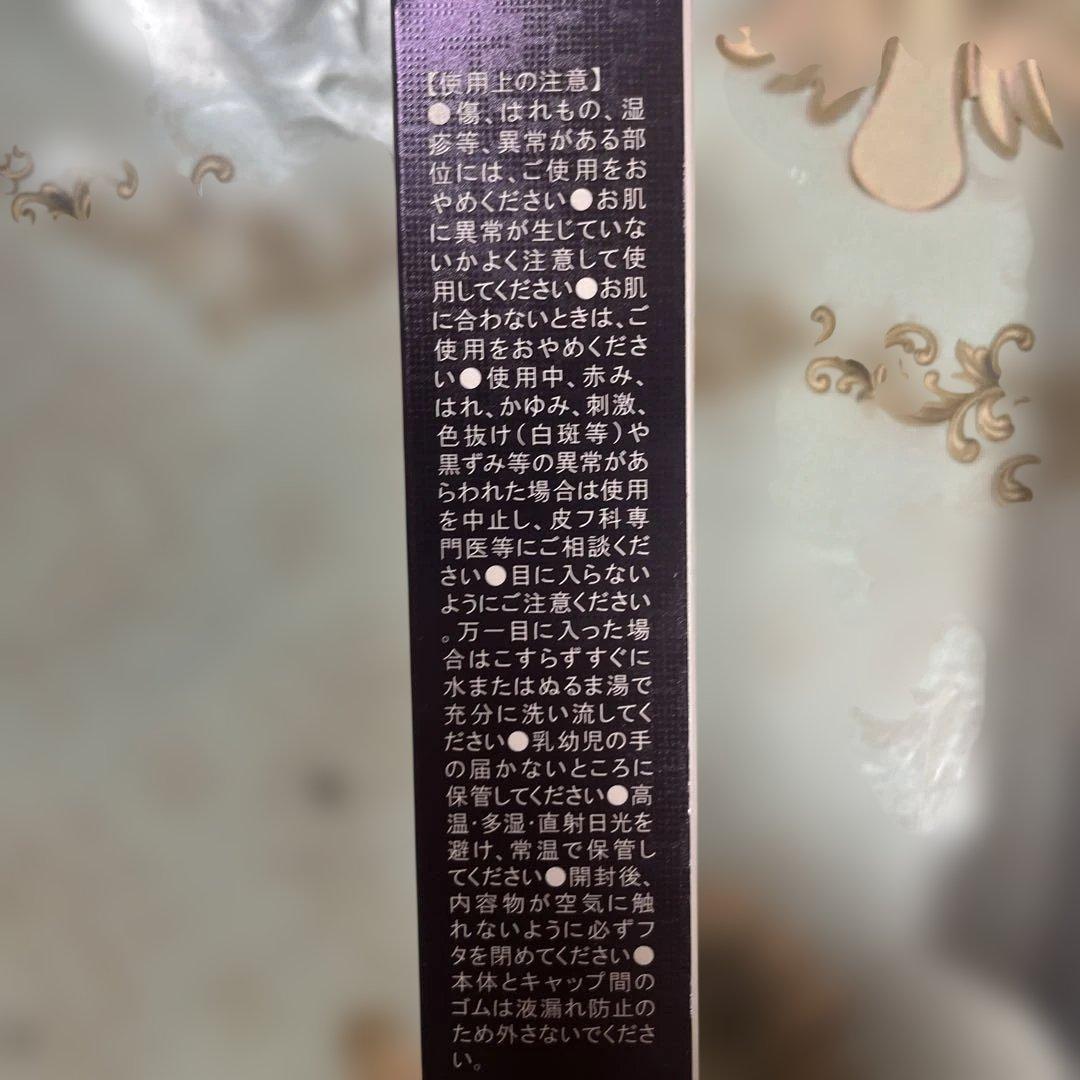 【使用上の注意】
●傷、はれもの、湿
疹等、異常がある部
位には、ご使用をお
やめください●お肌
に異常が生じていな
いかよく注意して使
用してください●お肌
に合わないときは、ご
使用をおやめくださ
い●使用中、赤み、
はれ、かゆみ、刺激、
色抜け(白斑等)や
黒ずみ等の異常があ
らわれた場合は使用
を中止し、皮フ科専
門医等にご相談くだ
さい●目に入らない
ようにご注意ください
。万一目に入った場
合はこすらずすぐに
水またはぬるま湯で
充分に洗い流してく
ださい●乳幼児の手
の届かないところに
保管してください●高
温・多湿・直射日光を
避け、常温で保管し
てください●開封後、
内容物が空気に触
れないように必ずフ
タを閉めてください●
本体とキャップ間の
ゴムは液漏れ防止の
ため外さないでくださ
い。